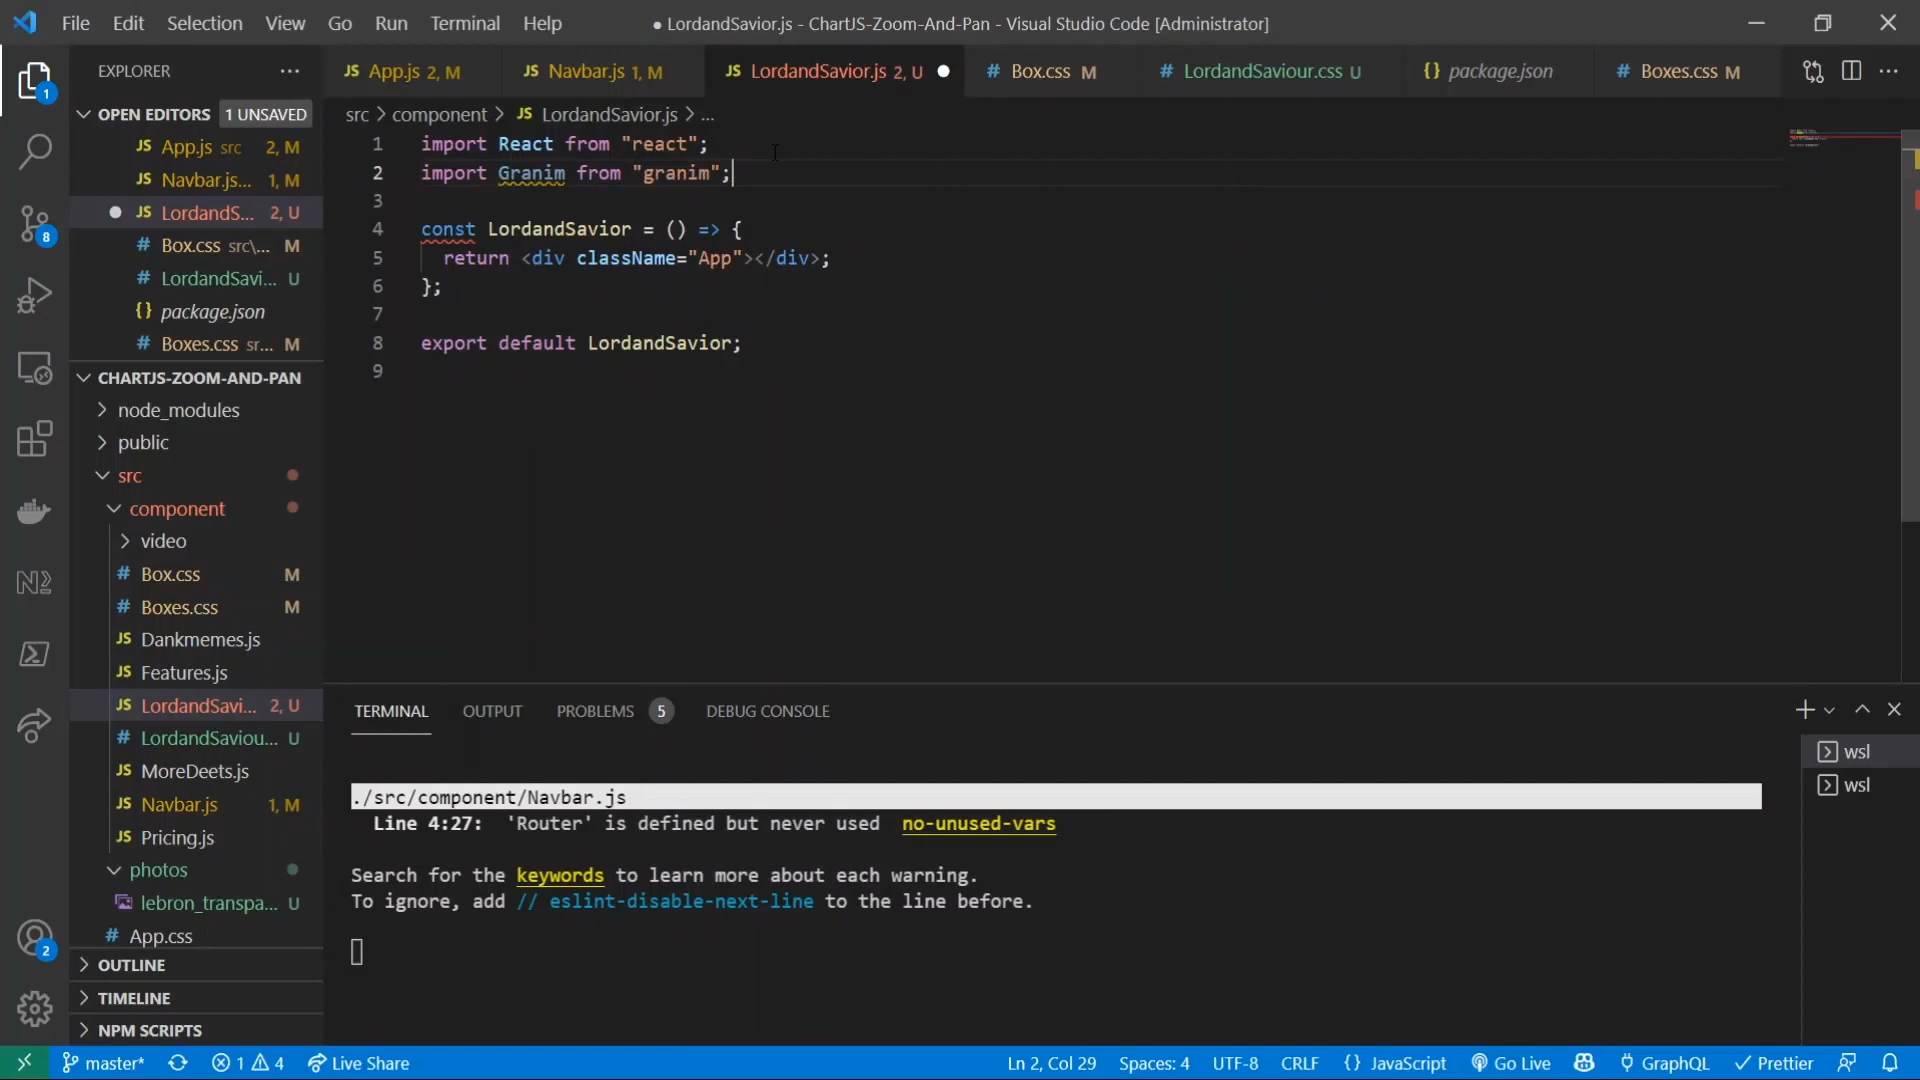 File Edit Selection View Go Run Terminal Help
● LordandSavior.js - ChartJS-Zoom-And-Pan - Visual Studio Code [Administrator]
EXPLORER
OPEN EDITORS 1 UNSAVED
JS App.js src 2, M
JS Navbar.js... 1, M
JS LordandS... 2, U
# Box.css src\... M
# LordandSavi... U
{} package.json
# Boxes.css sr... M
CHARTJS-ZOOM-AND-PAN
node_modules
public
src
component
video
# Box.css M
# Boxes.css M
JS Dankmemes.js
JS Features.js
JS LordandSavi... 2, U
# LordandSaviou... U
JS MoreDeets.js
JS Navbar.js 1, M
JS Pricing.js
photos
lebron_transpa... U
# App.css
OUTLINE
TIMELINE
NPM SCRIPTS
JS App.js 2, M
JS Navbar.js 1, M
JS LordandSavior.js 2, U
# Box.css M
# LordandSaviour.css U
{} package.json
# Boxes.css M
src > component > JS LordandSavior.js > ...
1 import React from "react";
2 import Granim from "granim";
3
4 const LordandSavior = () => {
5 return <div className="App"></div>;
6 };
7
8 export default LordandSavior;
9
TERMINAL OUTPUT PROBLEMS 5 DEBUG CONSOLE
./src/component/Navbar.js
Line 4:27: 'Router' is defined but never used no-unused-vars
Search for the keywords to learn more about each warning.
To ignore, add // eslint-disable-next-line to the line before.
wsl
wsl
1
8
2
master* 1 4 Live Share
Ln 2, Col 29 Spaces: 4 UTF-8 CRLF {} JavaScript Go Live GraphQL Prettier